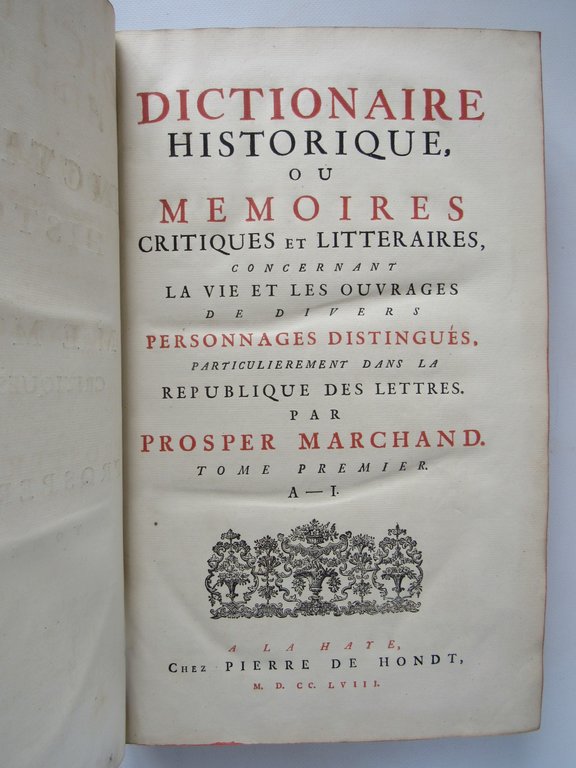 DICTIONAIRE
HISTORIQUE,
OU
MEMOIRES
CRITIQUES ET LITTERAIRES,
CONCERNANT
LA VIE ET LES OUVRAGES
DE DIVERS
PERSONNAGES DISTINGUÉS,
PARTICULIEREMENT DANS LA
REPUBLIQUE DES LETTRES.
PAR
PROSPER MARCHAND.
TOME PREMIER.
A — I.
A LA HAYE,
CHEZ PIERRE DE HONDT,
M. D. CC. LVIII.